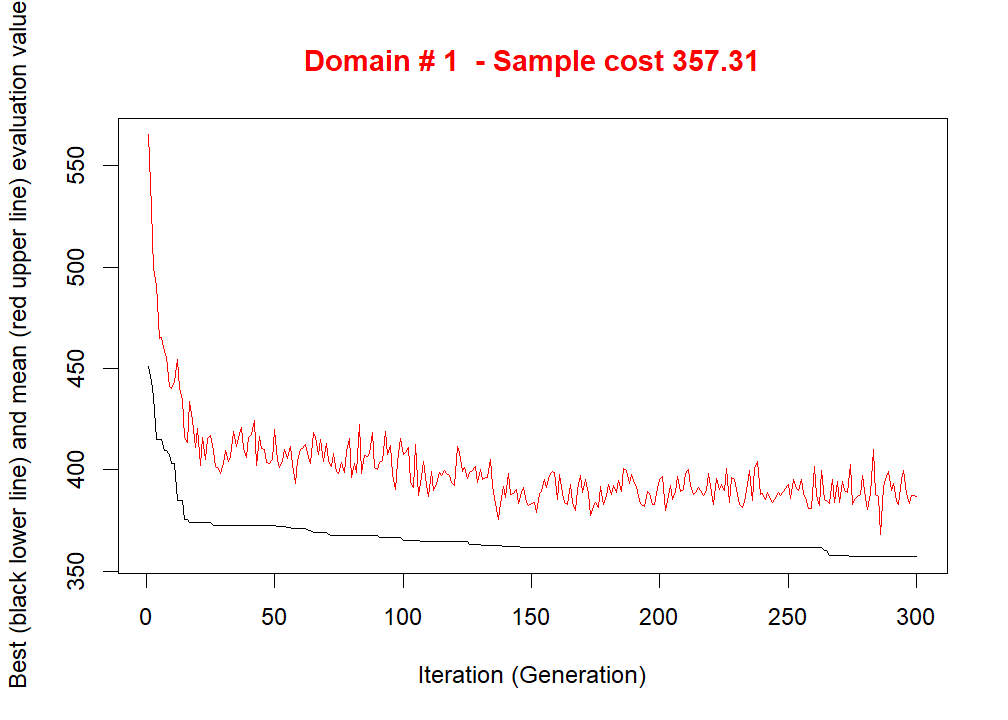 Domain # 1  - Sample cost 357.31
Best (black lower line) and mean (red upper line) evaluation value
550
500
450
400
350
0 50 100 150 200 250 300
Iteration (Generation)